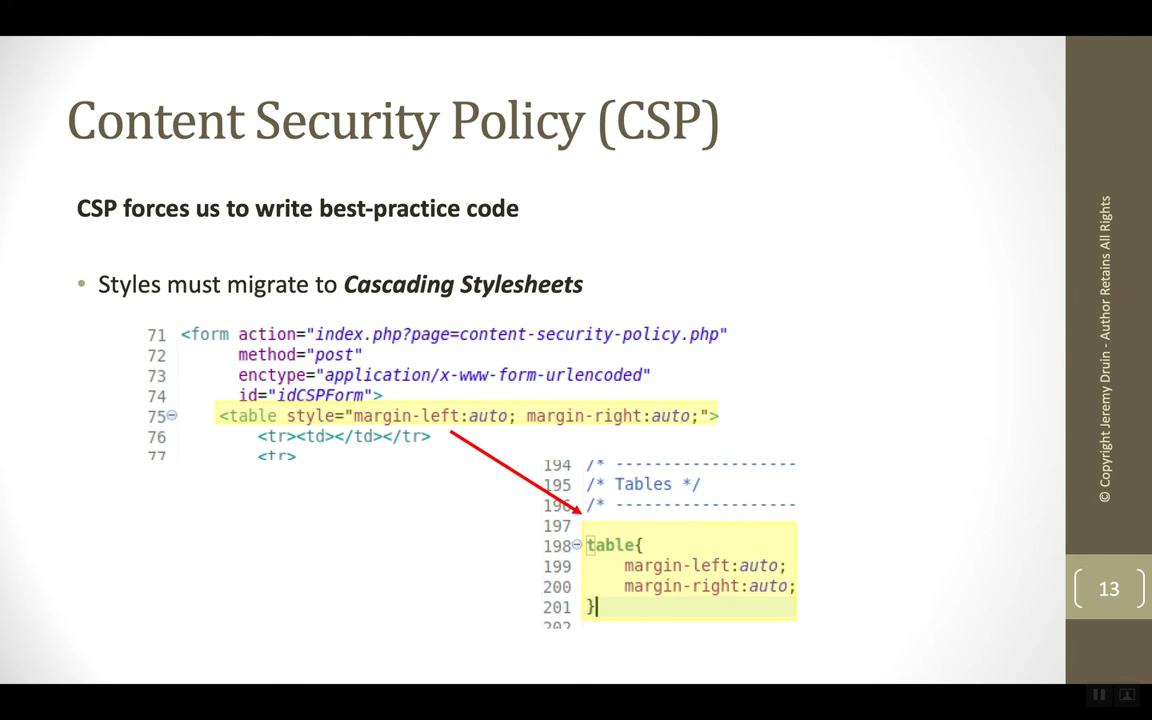 Content Security Policy (CSP)
CSP forces us to write best-practice code
• Styles must migrate to Cascading Stylesheets
71 <form action="index.php?page=content-security-policy.php"
72 method="post"
73 enctype="application/x-www-form-urlencoded"
74 id="idCSPForm">
75 <table style="margin-left:auto; margin-right:auto;">
76 <tr><td></td></tr>
77 <tr>
194 /* -------------------
195 /* Tables */
196 /* -------------------
197
198 table{
199 margin-left:auto;
200 margin-right:auto;
201 }
202
© Copyright Jeremy Druin - Author Retains All Rights
13